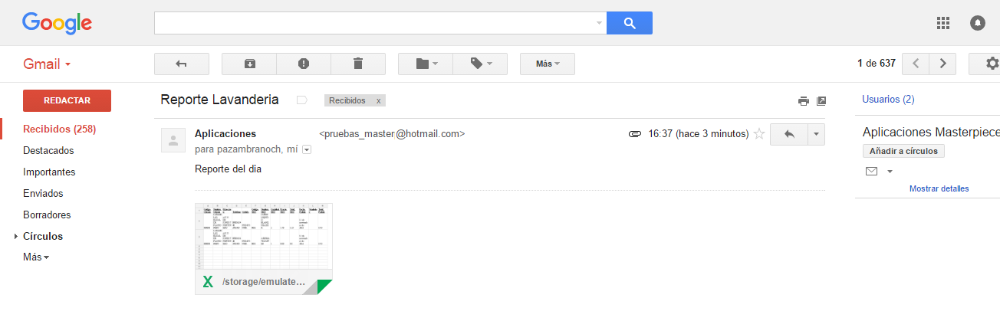 Google
Gmail
Más
1 de 637
REDACTAR
Reporte Lavanderia
Recibidos x
Usuarios (2)
Recibidos (258)
Aplicaciones <pruebas_master@hotmail.com> 16:37 (hace 3 minutos)
Aplicaciones Masterpiece
para pazambranoch, mí
Añadir a círculos
Destacados
Reporte del dia
Importantes
Enviados
Mostrar detalles
Borradores
Círculos
Más
/storage/emulate…